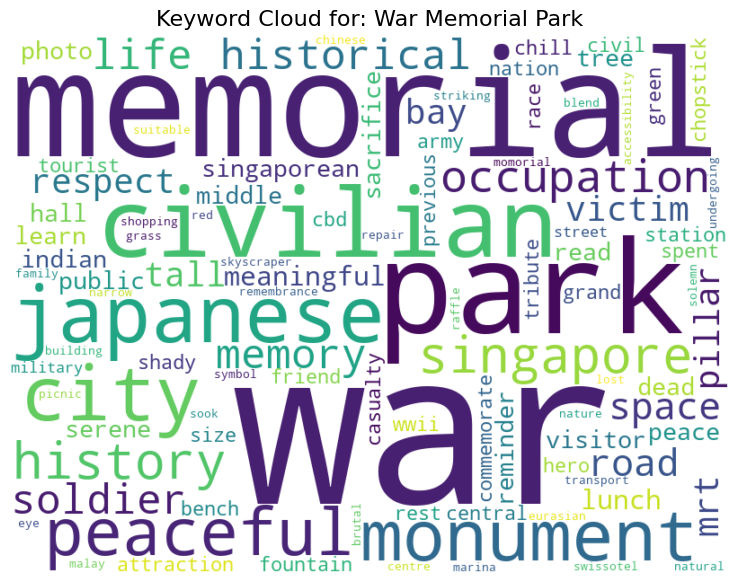 Keyword Cloud for: War Memorial Park
photo
life
historical
chinese
chill
civil
tree
nation
chopstick
memorial
suitable
sacrifice
bay
striking
race
blend
accessibility
green
army
tourist
singaporean
momorial
respect
middle
previous
occupation
undergoing
hall
civilian
victim
learn
shopping
red
grass
cbd
repair
street
station
indian
skyscraper
read
spent
family
public
tall
meaningful
park
tribute
grand
solemn
narrow
remembrance
raffle
pillar
japanese
memory
singapore
building
military
shady
symbol
friend
casualty
lost
dead
picnic
city
war
commemorate
reminder
nature
space
sook
wwii
serene
size
visitor
peace
history
hero
road
transport
mrt
soldier
bench
lunch
eye
peaceful
brutal
rest
central
eurasian
monument
malay
attraction
fountain
centre
marina
swissotel
natural